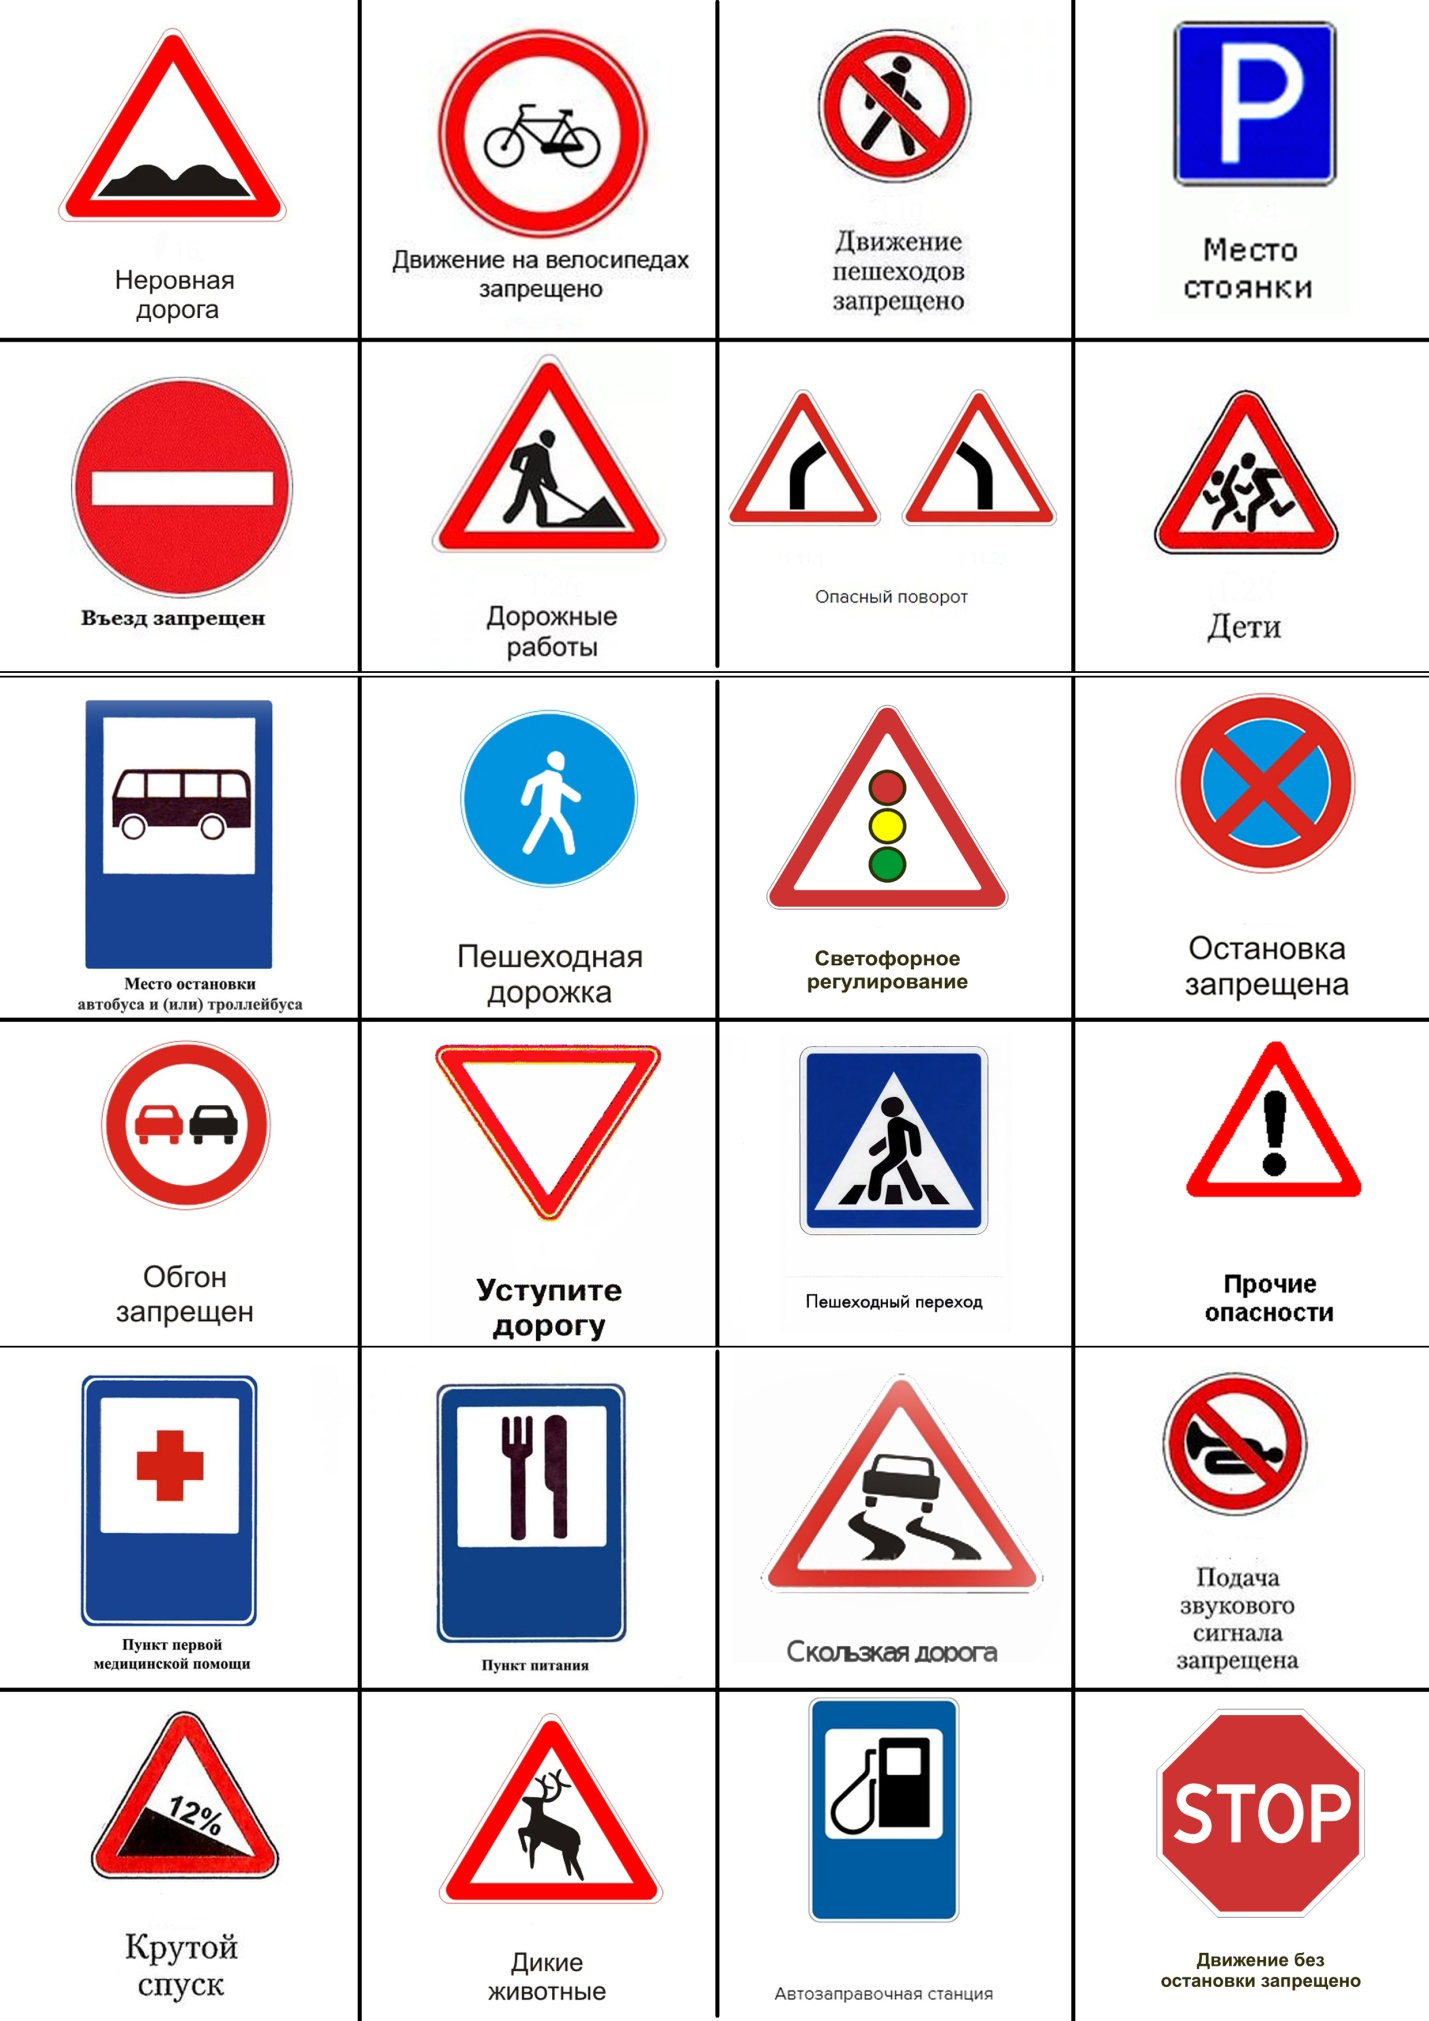 Неровная
дорога
Движение на велосипедах
запрещено
Движение
пешеходов
запрещено
P
Место
стоянки
Въезд запрещен
Дорожные
работы
Опасный поворот
Дети
Место остановки
автобуса и (или) троллейбуса
Пешеходная
дорожка
Светофорное
регулирование
Остановка
запрещена
Обгон
запрещен
Уступите
дорогу
Пешеходный переход
Прочие
опасности
Пункт первой
медицинской помощи
Пункт питания
Скользкая дорога
Подача
звукового
сигнала
запрещена
12%
Крутой
спуск
Дикие
животные
Автозаправочная станция
STOP
Движение без
остановки запрещено